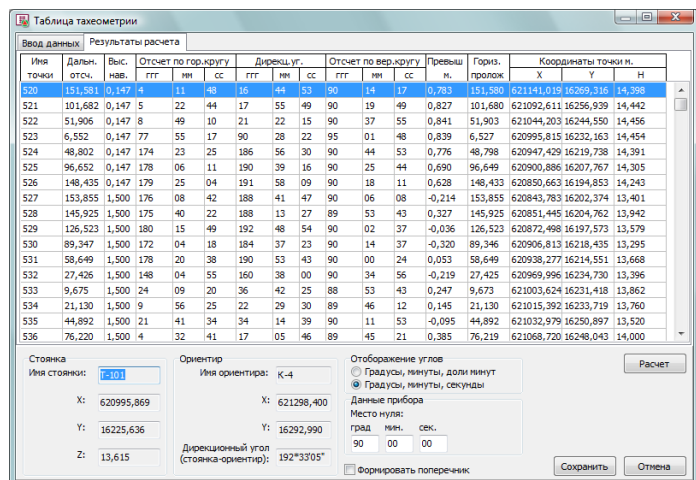 Таблица тахеометрии
Ввод данных Результаты расчета
Имя точки Дальн. отсч. Выс. нав. Отсчет по гор.кругу Дирекц.уг. Отсчет по вер.кругу Превыш м. Гориз. пролож Координаты точки м.
ггг мм сс ггг мм сс ггг мм сс X Y H
520 151,581 0,147 4 11 48 16 44 53 90 14 17 0,783 151,580 621141,019 16269,316 14,398
521 101,682 0,147 5 22 44 17 55 49 90 19 49 0,827 101,680 621092,611 16256,939 14,442
522 51,906 0,147 8 49 10 21 22 15 90 37 55 0,841 51,903 621044,203 16244,550 14,456
523 6,552 0,147 77 55 17 90 28 22 95 01 48 0,839 6,527 620995,815 16232,163 14,454
524 48,802 0,147 174 23 25 186 56 30 90 44 53 0,776 48,798 620947,429 16219,738 14,391
525 96,652 0,147 178 06 11 190 39 16 90 25 44 0,690 96,649 620900,886 16207,767 14,305
526 148,435 0,147 179 25 04 191 58 09 90 18 11 0,628 148,433 620850,663 16194,853 14,243
527 153,855 1,500 176 08 42 188 41 47 90 06 08 -0,214 153,855 620843,783 16202,374 13,401
528 145,925 1,500 175 40 22 188 13 27 89 53 43 0,327 145,925 620851,445 16204,762 13,942
529 126,523 1,500 180 15 49 192 48 54 90 02 37 -0,036 126,523 620872,498 16197,573 13,579
530 89,347 1,500 172 04 18 184 37 23 90 14 37 -0,320 89,346 620906,813 16218,435 13,295
531 58,649 1,500 178 20 38 190 53 43 90 00 24 0,053 58,649 620938,277 16214,551 13,668
532 27,426 1,500 148 04 55 160 38 00 90 34 56 -0,219 27,425 620969,996 16234,730 13,396
533 9,675 1,500 24 09 20 36 42 25 88 53 43 0,247 9,673 621003,624 16231,418 13,862
534 21,130 1,500 9 56 25 22 29 30 89 46 12 0,145 21,130 621015,392 16233,719 13,760
535 44,892 1,500 21 41 34 34 14 39 90 11 53 -0,095 44,892 621032,979 16250,897 13,520
536 76,220 1,500 4 32 41 17 05 46 89 45 21 0,385 76,219 621068,720 16248,043 14,000
Стоянка Ориентир Отоборажение углов
Имя стоянки: T-101 Имя ориентира: K-4 Градусы, минуты, доли минут Расчет
Градусы, минуты, секунды
X: 620995,869 X: 621298,400 Данные прибора
Место нуля:
Y: 16225,636 Y: 16292,990 град мин. сек.
Z: 13,615 Дирекционный угол (стоянка-ориентир): 192*33'05" 90 00 00
Формировать поперечник Сохранить Отмена